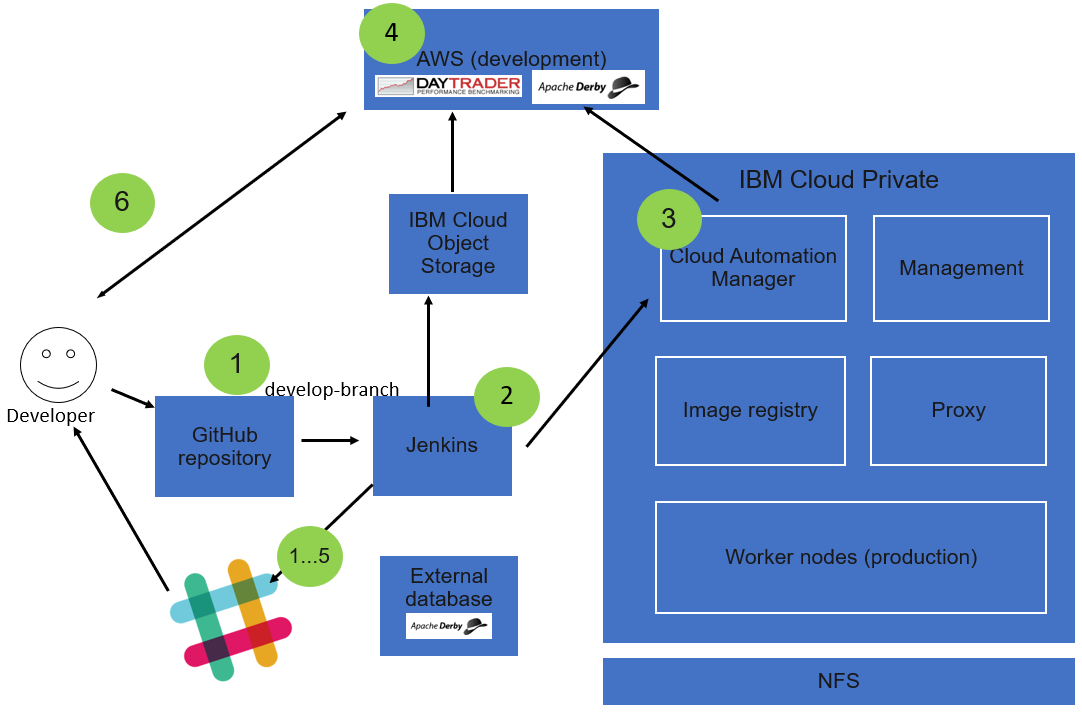 4
AWS (development)
DAYTRADER
PERFORMANCE BENCHMARKING
Apache Derby
IBM Cloud Private
6
IBM Cloud
Object
Storage
3
Cloud Automation
Manager
Management
1
develop-branch
2
Developer
GitHub
repository
Jenkins
Image registry
Proxy
1...5
External
database
Apache Derby
Worker nodes (production)
NFS